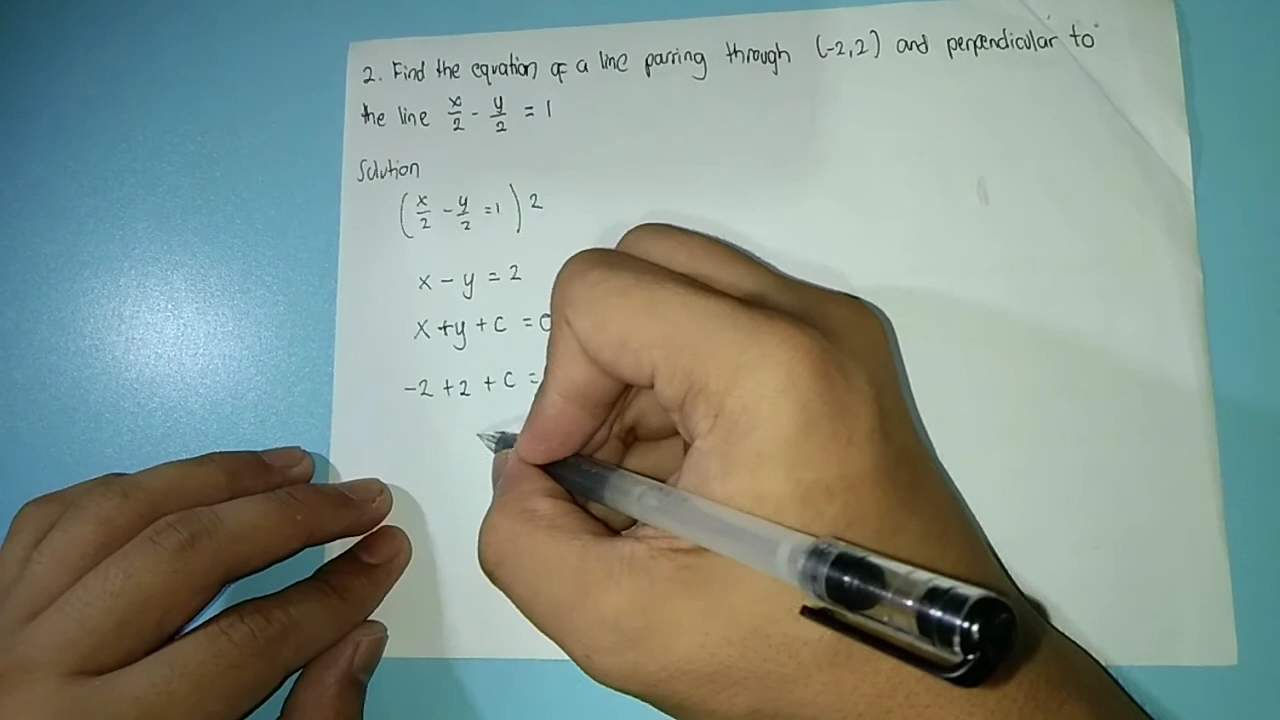 2. Find the equation of a line passing through (-2,2) and perpendicular to
the line x/2 - y/2 = 1
Solution
(x/2 - y/2 = 1) 2
x - y = 2
x + y + c = 0
-2 + 2 + c =